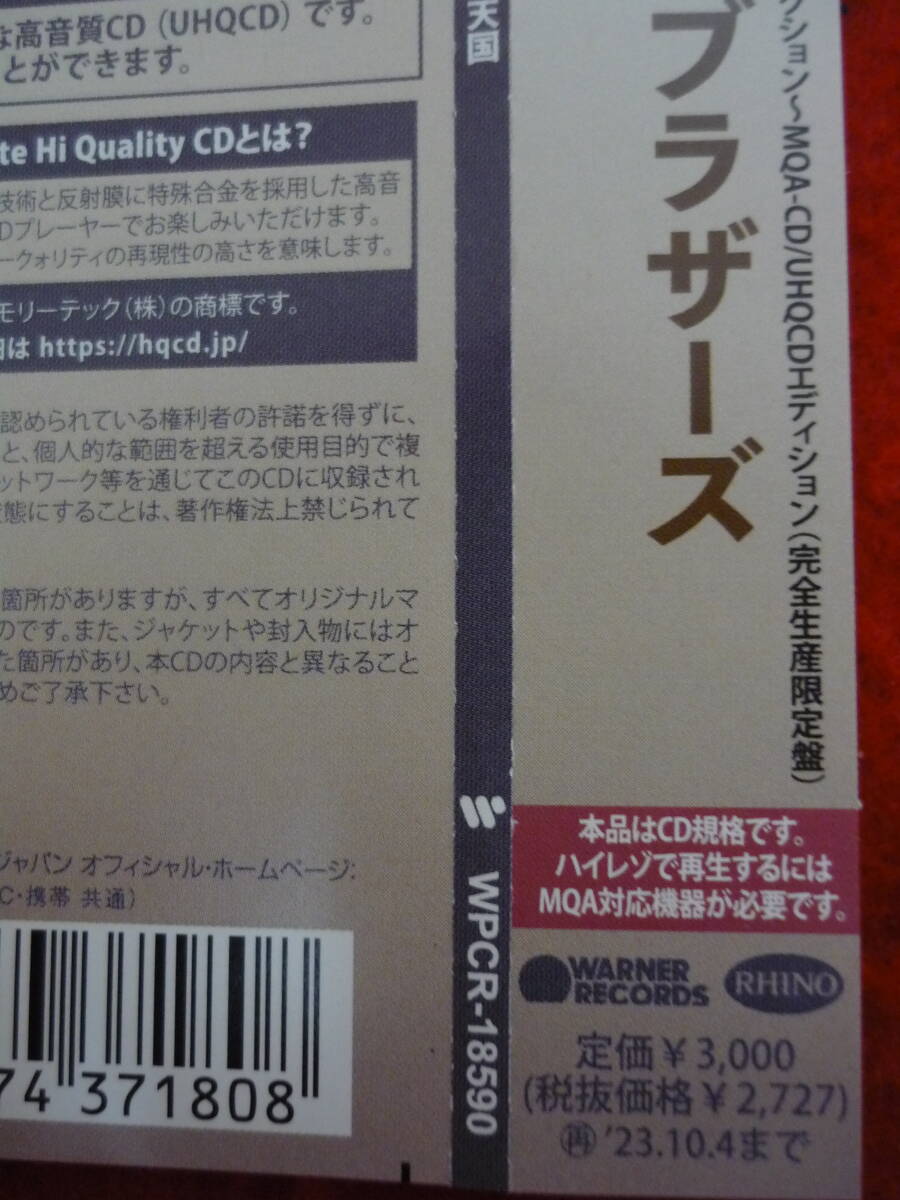 な高音質CD(UHQCD)です。
とができます。
te Hi Quality CDとは?
技術と反射膜に特殊合金を採用した高音
Dプレーヤーでお楽しみいただけます。
ークォリティの再現性の高さを意味します。
モリーテック(株)の商標です。
は https://hqcd.jp/
認められている権利者の許諾を得ずに、
と、個人的な範囲を超える使用目的で複
ットワーク等を通じてこのCDに収録され
態にすることは、著作権法上禁じられて
箇所がありますが、すべてオリジナルマ
のです。また、ジャケットや封入物にはオ
た箇所があり、本CDの内容と異なること
めご了承下さい。
ジャパン オフィシャル・ホームページ:
C・携帯 共通)
74 371808
天国
WPCR-18590
ブラザーズ
クション〜MQA-CD/UHQCDエディション(完全生産限定盤)
本品はCD規格です。
ハイレゾで再生するには
MQA対応機器が必要です。
WARNER
RECORDS
RHINO
定価¥3,000
(税抜価格¥2,727)
再 '23.10.4まで